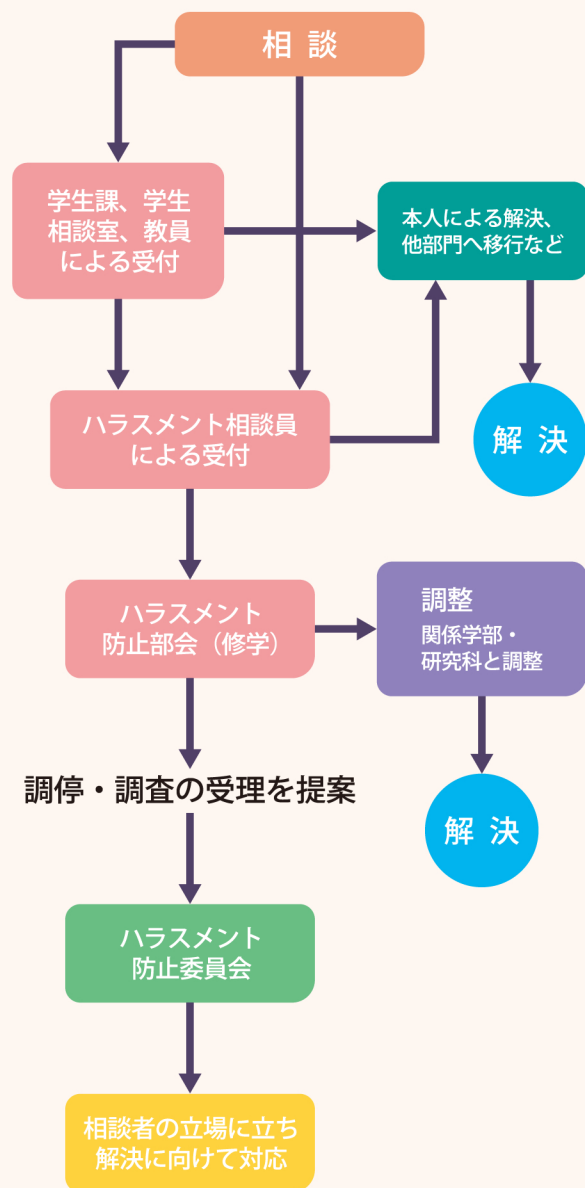 相 談
学生課、学生
相談室、教員
による受付
本人による解決、
他部門へ移行など
ハラスメント相談員
による受付
解 決
ハラスメント
防止部会（修学）
調整
関係学部・
研究科と調整
調停・調査の受理を提案
解 決
ハラスメント
防止委員会
相談者の立場に立ち
解決に向けて対応